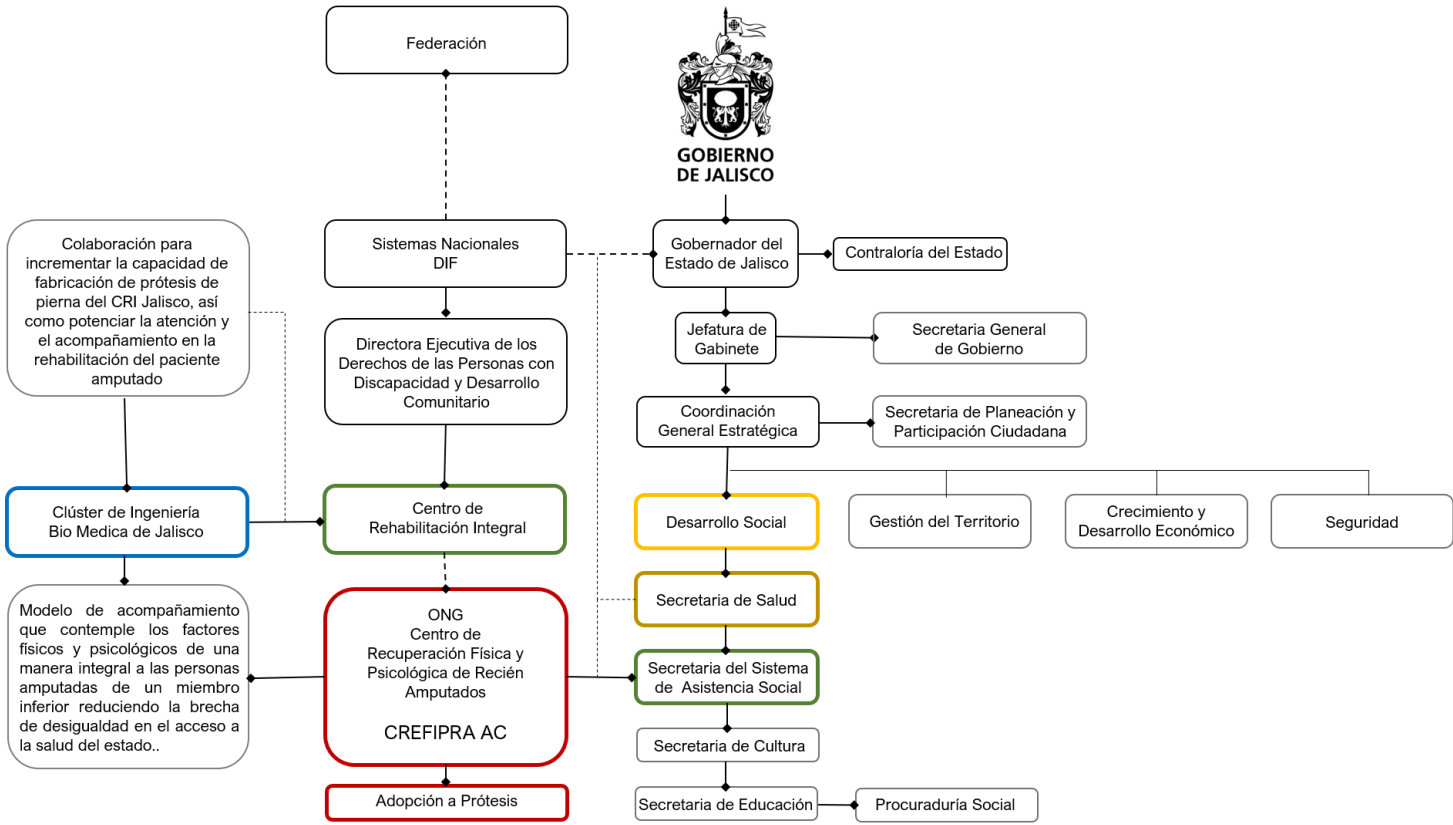 Federación
GOBIERNO
DE JALISCO
Colaboración para
incrementar la capacidad de
fabricación de prótesis de
pierna del CRI Jalisco, así
como potenciar la atención y
el acompañamiento en la
rehabilitación del paciente
amputado
Sistemas Nacionales
DIF
Gobernador del
Estado de Jalisco
Contraloría del Estado
Directora Ejecutiva de los
Derechos de las Personas con
Discapacidad y Desarrollo
Comunitario
Jefatura de
Gabinete
Secretaria General
de Gobierno
Coordinación
General Estratégica
Secretaria de Planeación y
Participación Ciudadana
Clúster de Ingeniería
Bio Medica de Jalisco
Centro de
Rehabilitación Integral
Desarrollo Social
Gestión del Territorio
Crecimiento y
Desarrollo Económico
Seguridad
Modelo de acompañamiento
que contemple los factores
físicos y psicológicos de una
manera integral a las personas
amputadas de un miembro
inferior reduciendo la brecha
de desigualdad en el acceso a
la salud del estado..
ONG
Centro de
Recuperación Física y
Psicológica de Recién
Amputados
CREFIPRA AC
Secretaria de Salud
Secretaria del Sistema
de Asistencia Social
Secretaria de Cultura
Adopción a Prótesis
Secretaria de Educación
Procuraduría Social